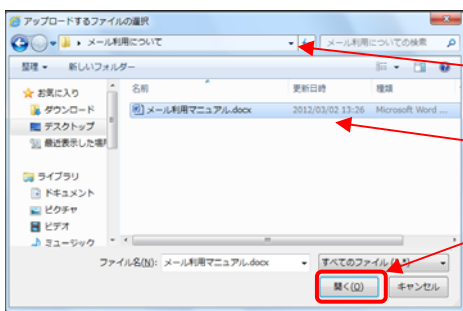 アップロードするファイルの選択
メール利用について
メール利用についての検索
整理
新しいフォルダー
お気に入り
ダウンロード
デスクトップ
最近表示した場所
ライブラリ
ドキュメント
ピクチャ
ビデオ
ミュージック
名前 更新日時 種類
メール利用マニュアル.docx 2012/03/02 13:26 Microsoft Word ...
ファイル名(N): メール利用マニュアル.docx
すべてのファイル (*.*)
開く(O) キャンセル